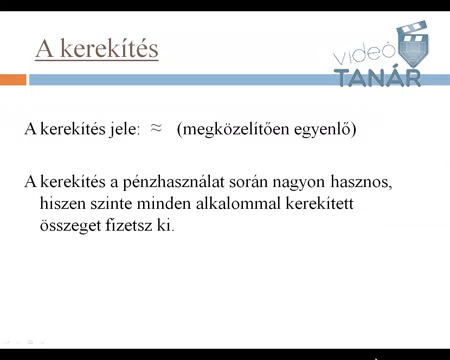 A kerekítés
videó
TANÁR
A kerekítés jele: ≈ (megközelítően egyenlő)
A kerekítés a pénzhasználat során nagyon hasznos,
hiszen szinte minden alkalommal kerekített
összeget fizetsz ki.